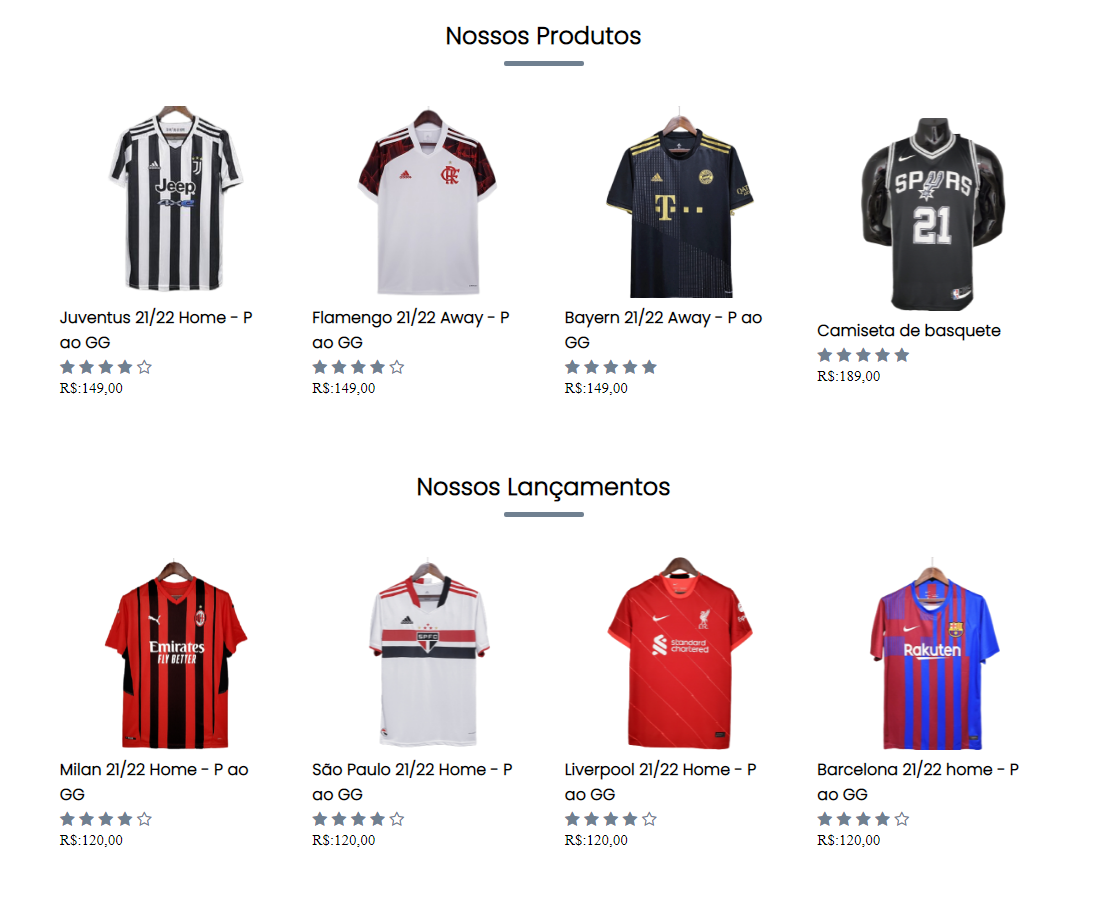 Nossos Produtos
Jeep
SPURS
21
Juventus 21/22 Home - P
ao GG
R$:149,00
Flamengo 21/22 Away - P
ao GG
R$:149,00
Bayern 21/22 Away - P ao
GG
R$:149,00
Camiseta de basquete
R$:189,00
Nossos Lançamentos
Emirates
FLY BETTER
SPFC
standard
chartered
Rakuten
Milan 21/22 Home - P ao
GG
R$:120,00
São Paulo 21/22 Home - P
ao GG
R$:120,00
Liverpool 21/22 Home - P
ao GG
R$:120,00
Barcelona 21/22 home - P
ao GG
R$:120,00